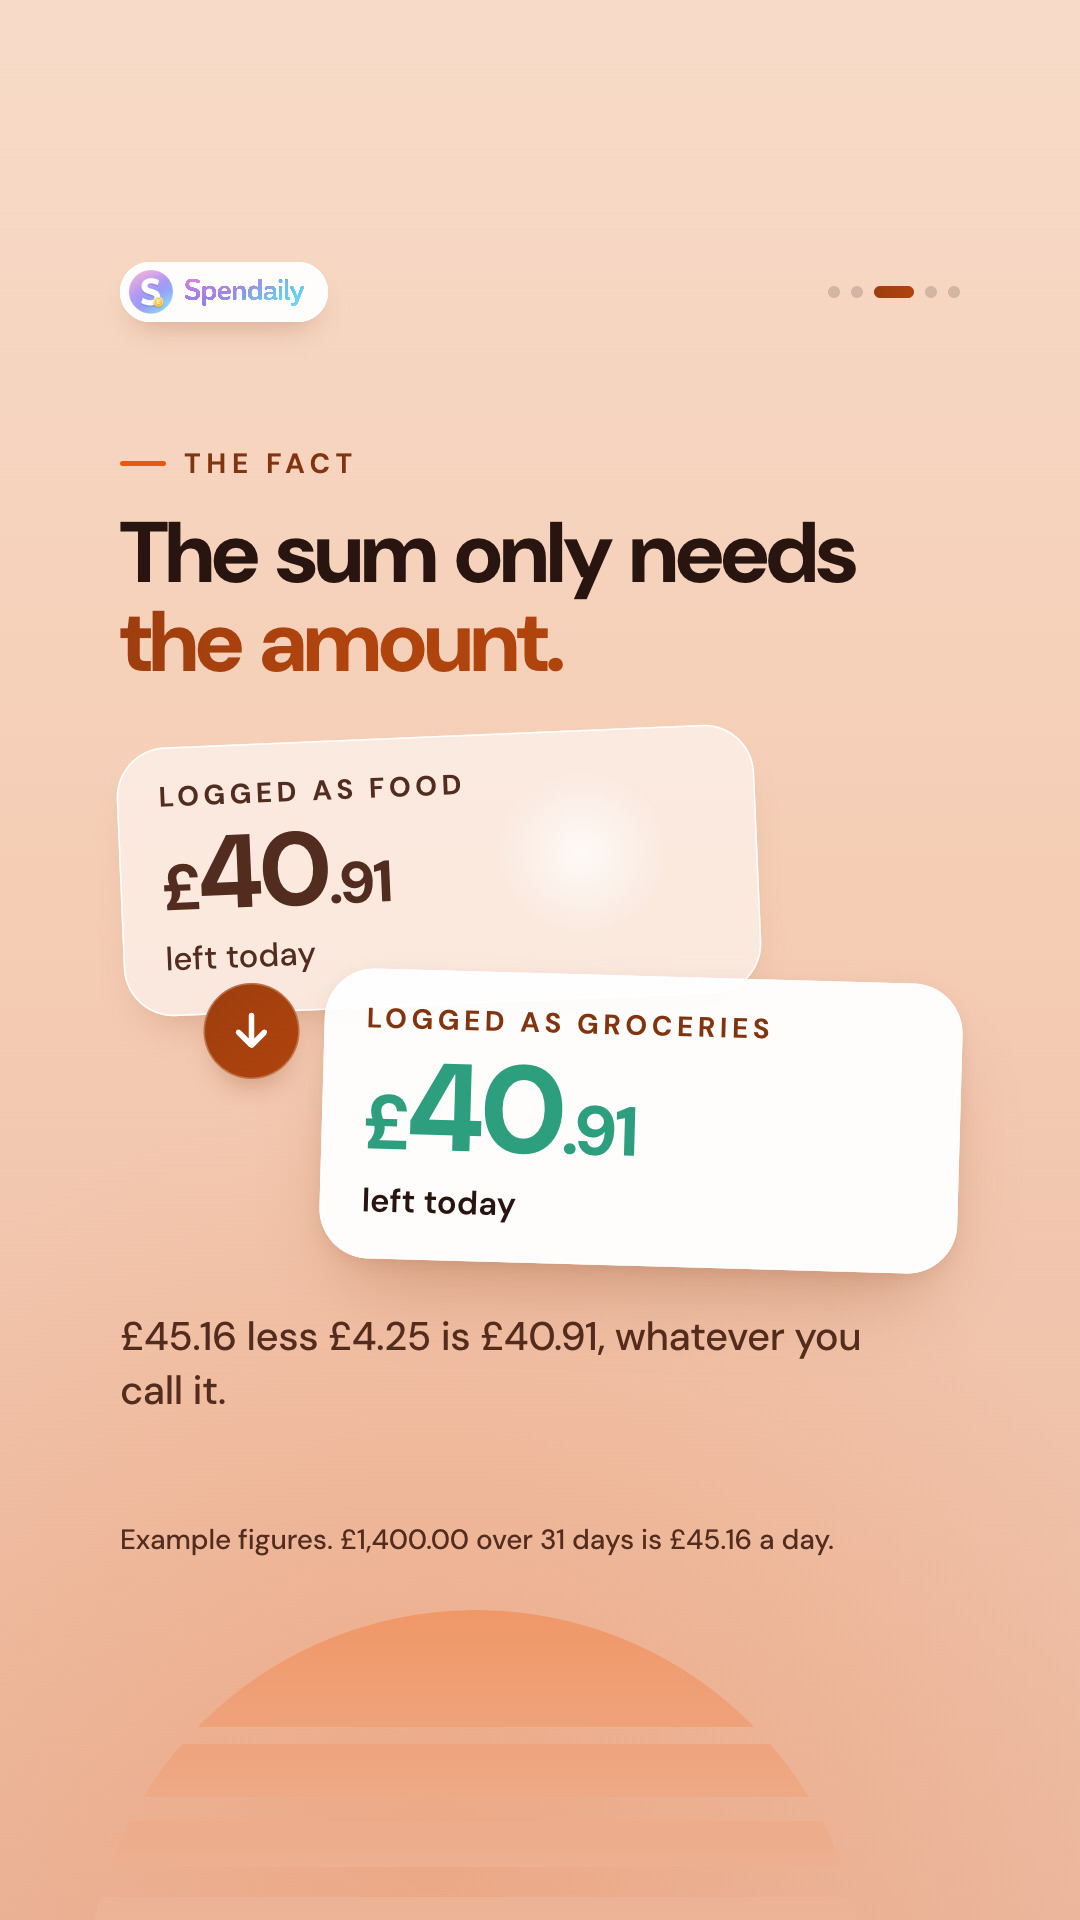 Spendaily
THE FACT
The sum only needs
the amount.
LOGGED AS FOOD
£40.91
left today
LOGGED AS GROCERIES
£40.91
left today
£45.16 less £4.25 is £40.91, whatever you
call it.
Example figures. £1,400.00 over 31 days is £45.16 a day.